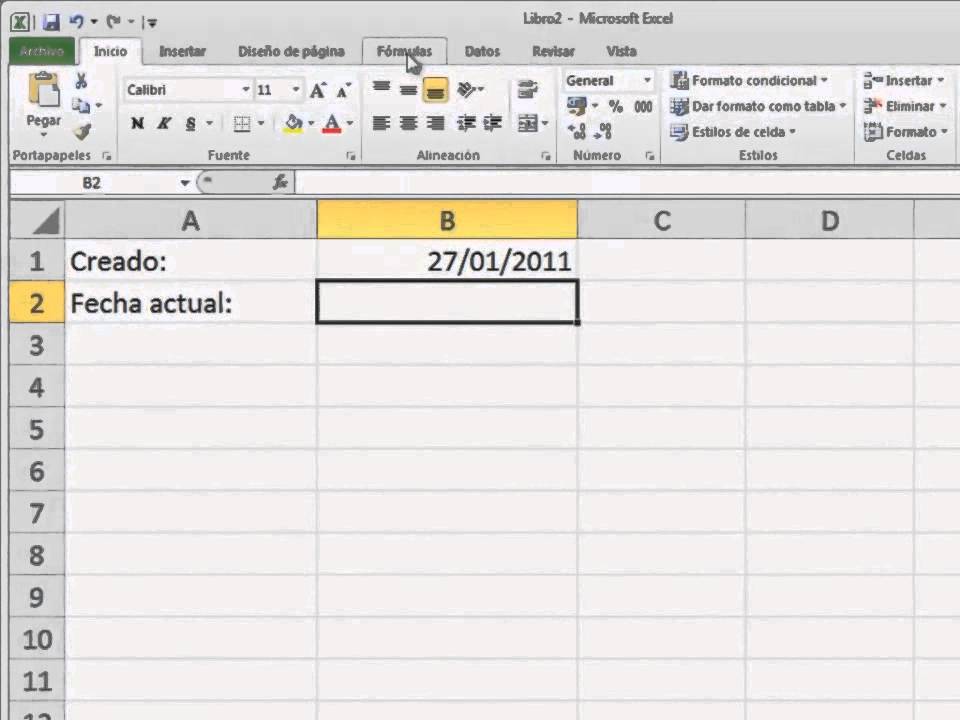 Libro2 - Microsoft Excel
Archivo Inicio Insertar Diseño de página Fórmulas Datos Revisar Vista
Pegar
Portapapeles
Calibri 11
N K S
A A
A
Fuente
Alineación
General
% 000
Número
Formato condicional
Dar formato como tabla
Estilos de celda
Estilos
Insertar
Eliminar
Formato
Celdas
B2 fx
A B C D
1 Creado: 27/01/2011
2 Fecha actual:
3
4
5
6
7
8
9
10
11
12